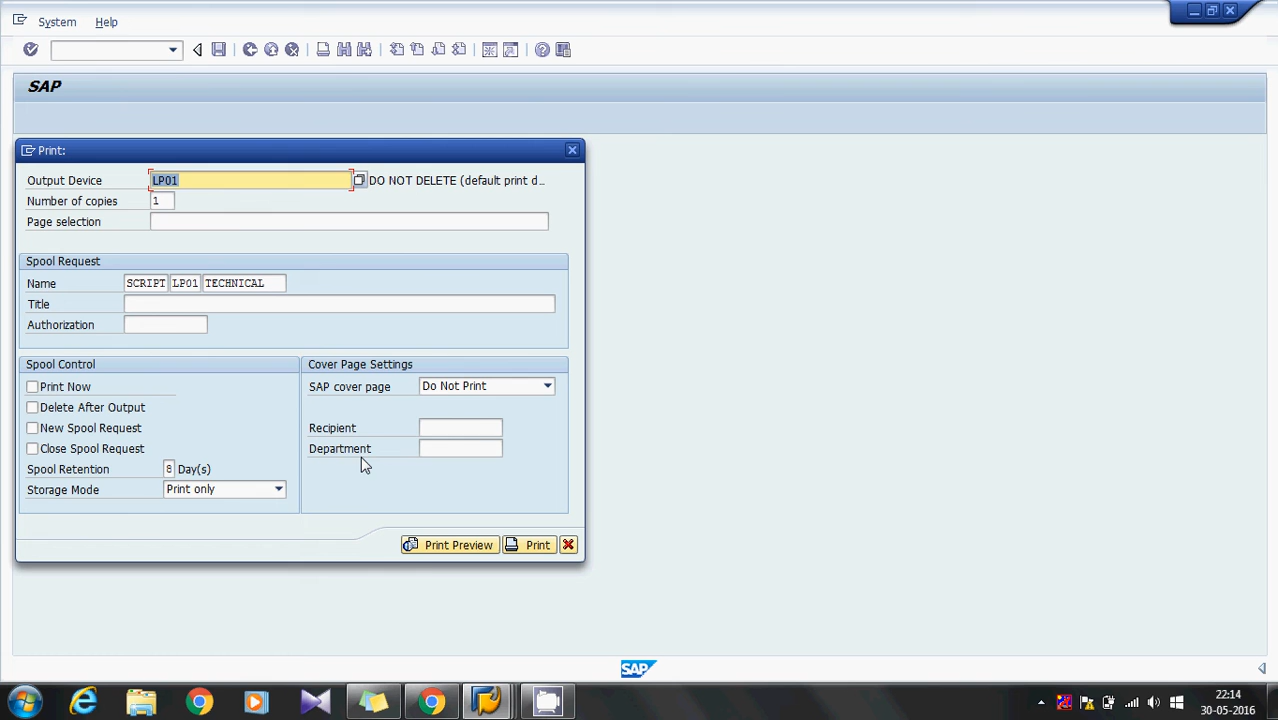 System Help
SAP
Print:
Output Device LP01 DO NOT DELETE (default print d...
Number of copies 1
Page selection
Spool Request
Name SCRIPT LP01 TECHNICAL
Title
Authorization
Spool Control Cover Page Settings
Print Now SAP cover page Do Not Print
Delete After Output
New Spool Request Recipient
Close Spool Request Department
Spool Retention 8 Day(s)
Storage Mode Print only
Print Preview Print
SAP
22:14
30-05-2016